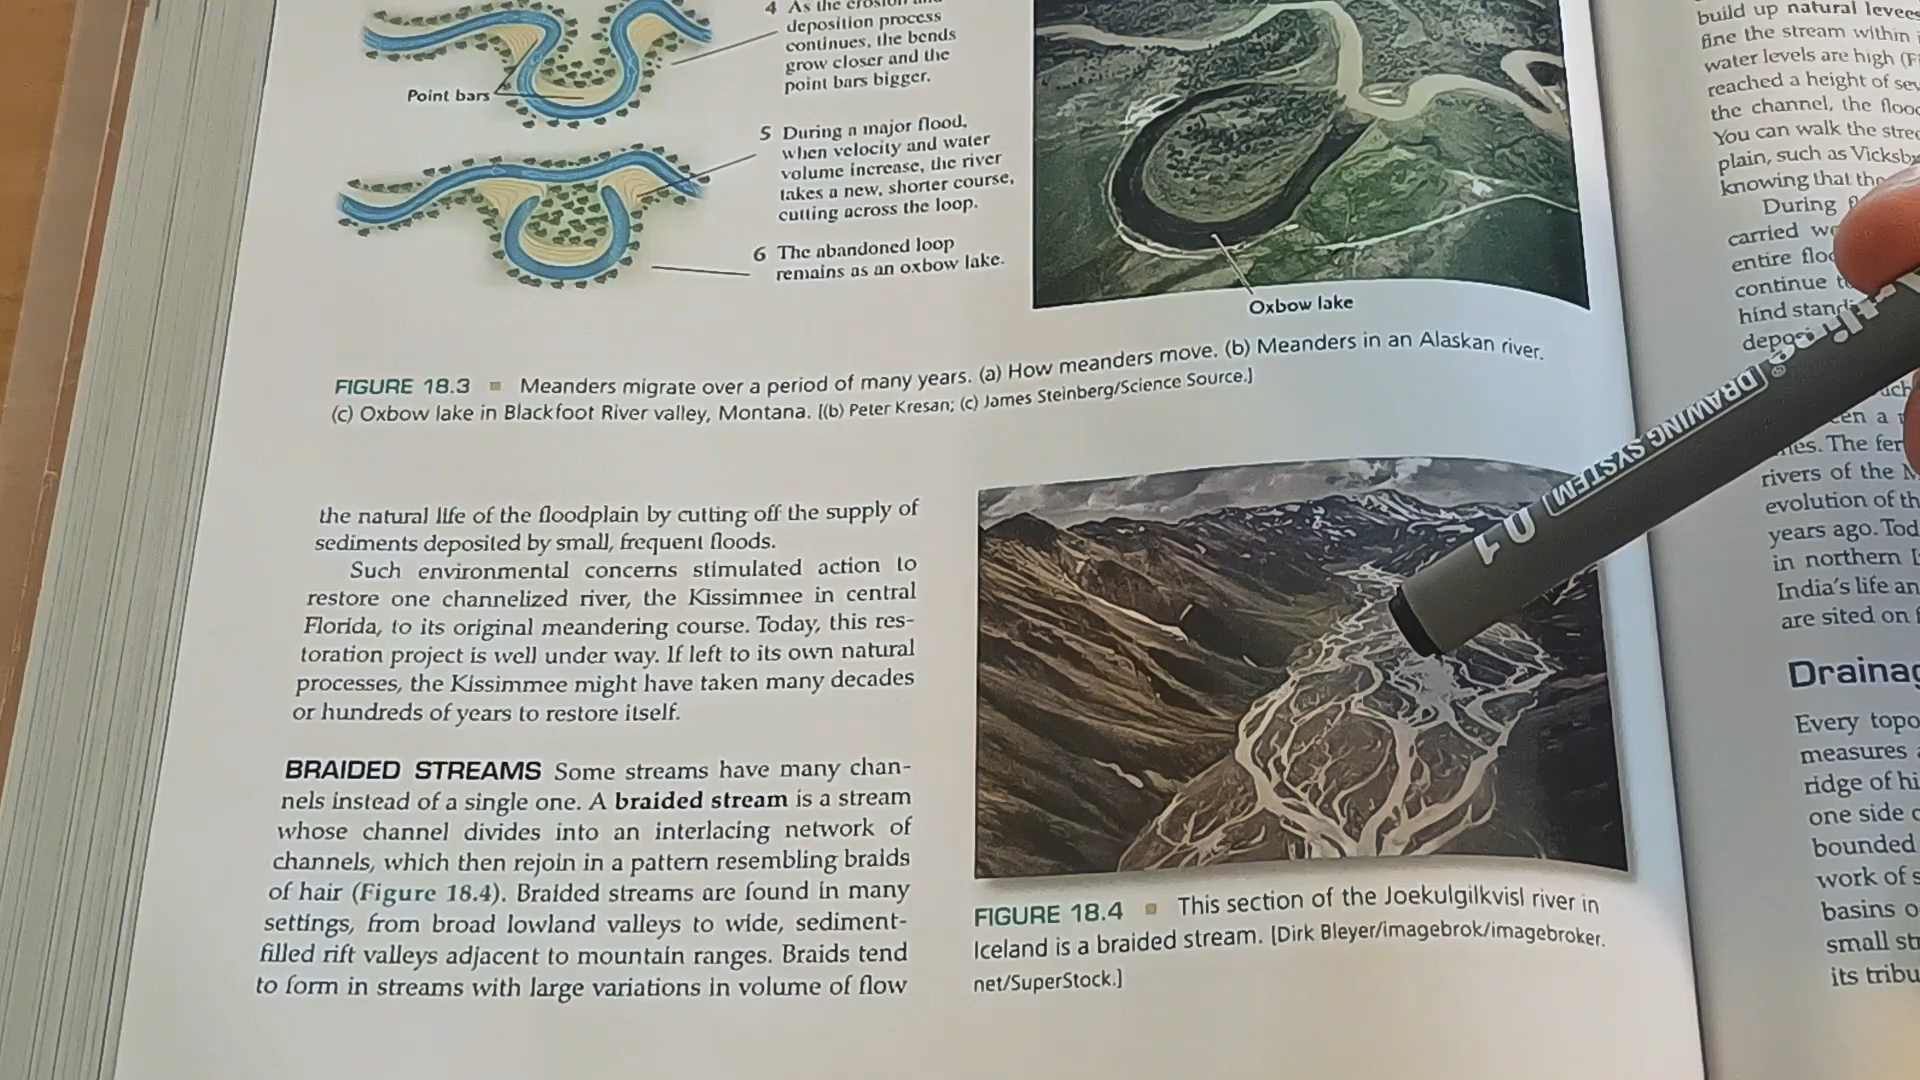 4 As the erosion and
deposition process
continues, the bends
grow closer and the
point bars bigger.
Point bars
5 During a major flood,
when velocity and water
volume increase, the river
takes a new, shorter course,
cutting across the loop.
6 The abandoned loop
remains as an oxbow lake.
Oxbow lake
FIGURE 18.3 Meanders migrate over a period of many years. (a) How meanders move. (b) Meanders in an Alaskan river.
(c) Oxbow lake in Blackfoot River valley, Montana. [(b) Peter Kresan; (c) James Steinberg/Science Source.]
the natural life of the floodplain by cutting off the supply of
sediments deposited by small, frequent floods.
Such environmental concerns stimulated action to
restore one channelized river, the Kissimmee in central
Florida, to its original meandering course. Today, this res-
toration project is well under way. If left to its own natural
processes, the Kissimmee might have taken many decades
or hundreds of years to restore itself.
BRAIDED STREAMS Some streams have many chan-
nels instead of a single one. A braided stream is a stream
whose channel divides into an interlacing network of
channels, which then rejoin in a pattern resembling braids
of hair (Figure 18.4). Braided streams are found in many
settings, from broad lowland valleys to wide, sediment-
filled rift valleys adjacent to mountain ranges. Braids tend
to form in streams with large variations in volume of flow
FIGURE 18.4 This section of the Joekulgilkvisl river in
Iceland is a braided stream. [Dirk Bleyer/imagebrok/imagebroker.
net/SuperStock.]
[DRAWING SYSTEM] 0.1
build up natural levees
fine the stream within
water levels are high
reached a height of
the channel, the
You can walk the
plain, such as
knowing that
During
carried
entire
continue
hind
en a
The
rivers of the
evolution of
years ago.
in northern
India's life
are sited on
Every
measures
ridge of
one side
bounded
work of
basins
small
its